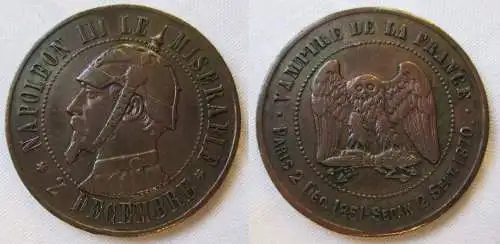 NAPOLEON III LE MISERABLE
* 2 DECEMBRE *
· VAMPIRE DE LA FRANCE ·
PARIS 2 DEC. 1851-SEDAN 2 SEPT. 1870